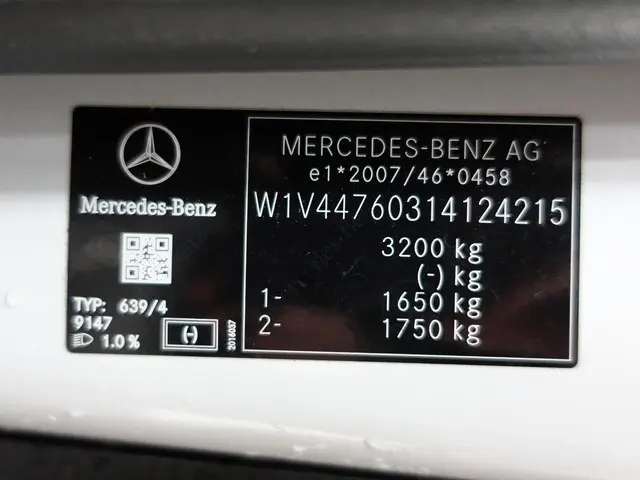 Mercedes-Benz
TYP: 639/4
9147
1.0 %
(-)
2016037
MERCEDES-BENZ AG
e1*2007/46*0458
W1V44760314124215
3200 kg
(-) kg
1- 1650 kg
2- 1750 kg